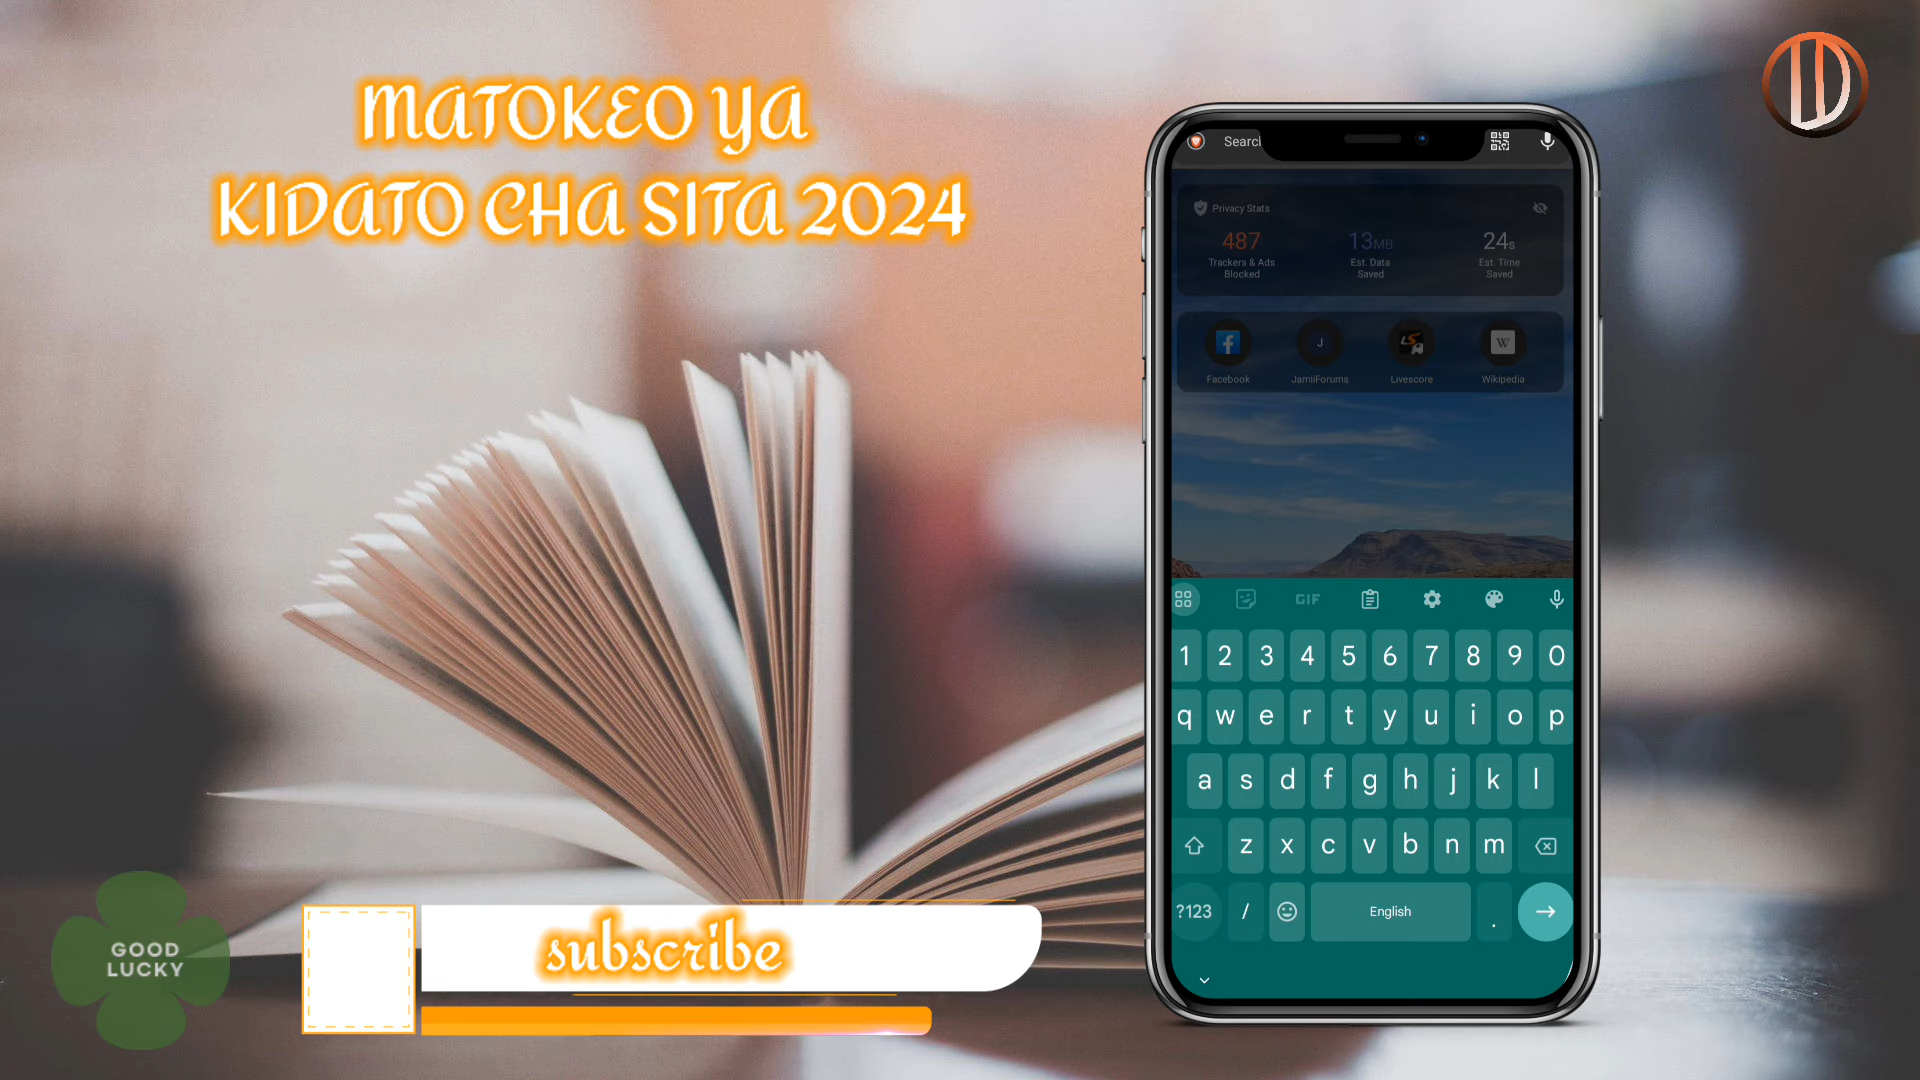 MATOKEO YA
KIDATO CHA SITA 2024
Search
Privacy Stats
487
13MB
24s
Trackers & Ads
Blocked
Est. Data
Saved
Est. Time
Saved
J
W
Facebook
JamiiForums
Livescore
Wikipedia
GIF
1 2 3 4 5 6 7 8 9 0
q w e r t y u i o p
a s d f g h j k l
z x c v b n m
?123 / English .
GOOD
LUCKY
subscribe